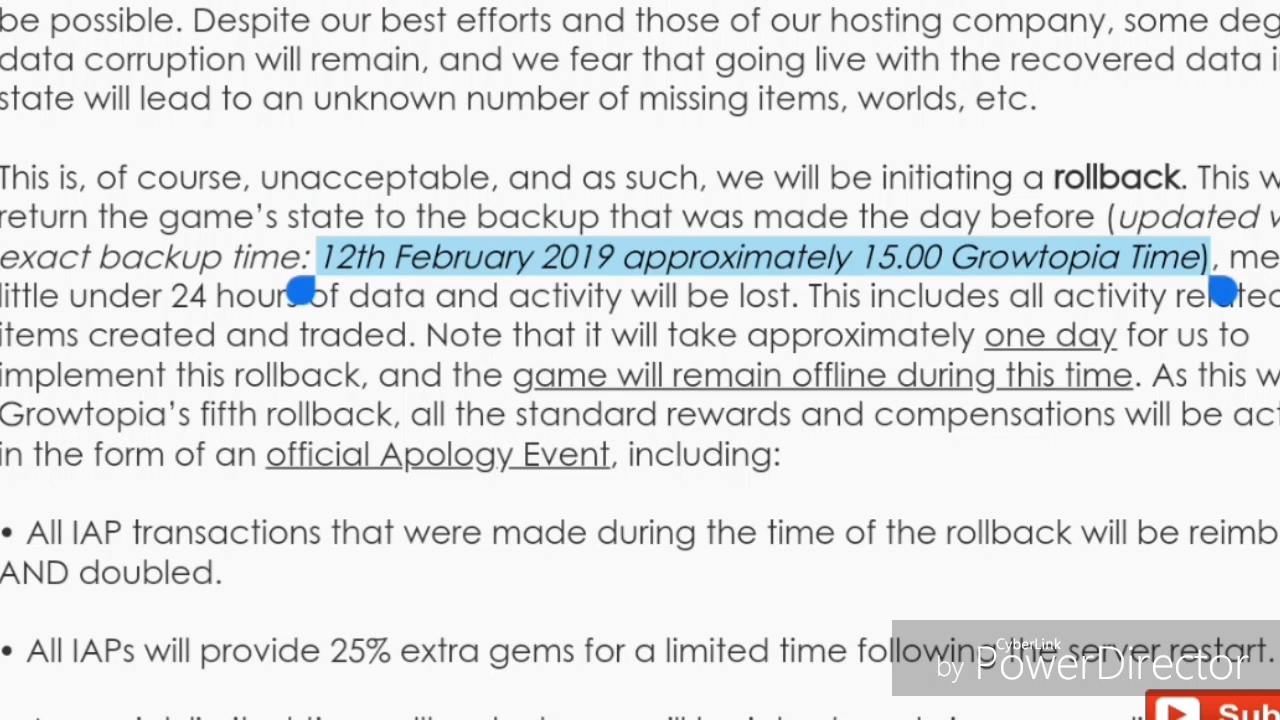 be possible. Despite our best efforts and those of our hosting company, some deg
data corruption will remain, and we fear that going live with the recovered data i
state will lead to an unknown number of missing items, worlds, etc.
This is, of course, unacceptable, and as such, we will be initiating a rollback. This w
return the game's state to the backup that was made the day before (updated w
exact backup time: 12th February 2019 approximately 15.00 Growtopia Time), me
little under 24 hours of data and activity will be lost. This includes all activity related
items created and traded. Note that it will take approximately one day for us to
implement this rollback, and the game will remain offline during this time. As this w
Growtopia's fifth rollback, all the standard rewards and compensations will be act
in the form of an official Apology Event, including:
• All IAP transactions that were made during the time of the rollback will be reimb
AND doubled.
• All IAPs will provide 25% extra gems for a limited time following the server restart.
CyberLink
by PowerDirector
Sub